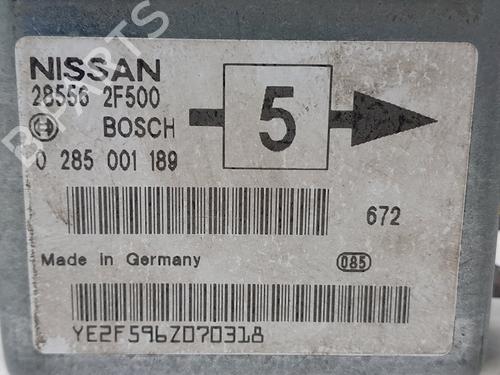 NISSAN
28556 2F500
BOSCH
5
0 285 001 189
672
Made in Germany
085
YE2F596Z070318